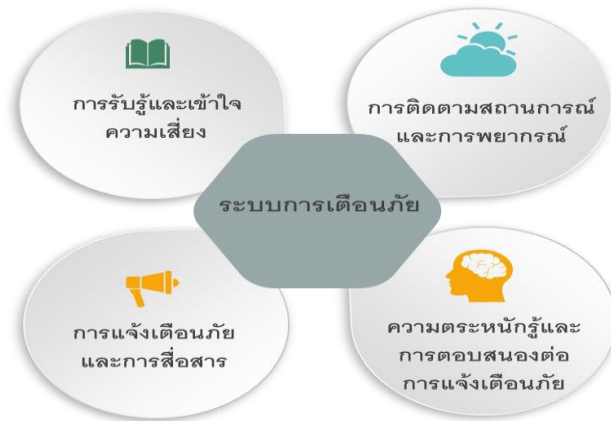 การรับรู้และเข้าใจ
ความเสี่ยง
การติดตามสถานการณ์
และการพยากรณ์
ระบบการเตือนภัย
การแจ้งเตือนภัย
และการสื่อสาร
ความตระหนักรู้และ
การตอบสนองต่อ
การแจ้งเตือนภัย